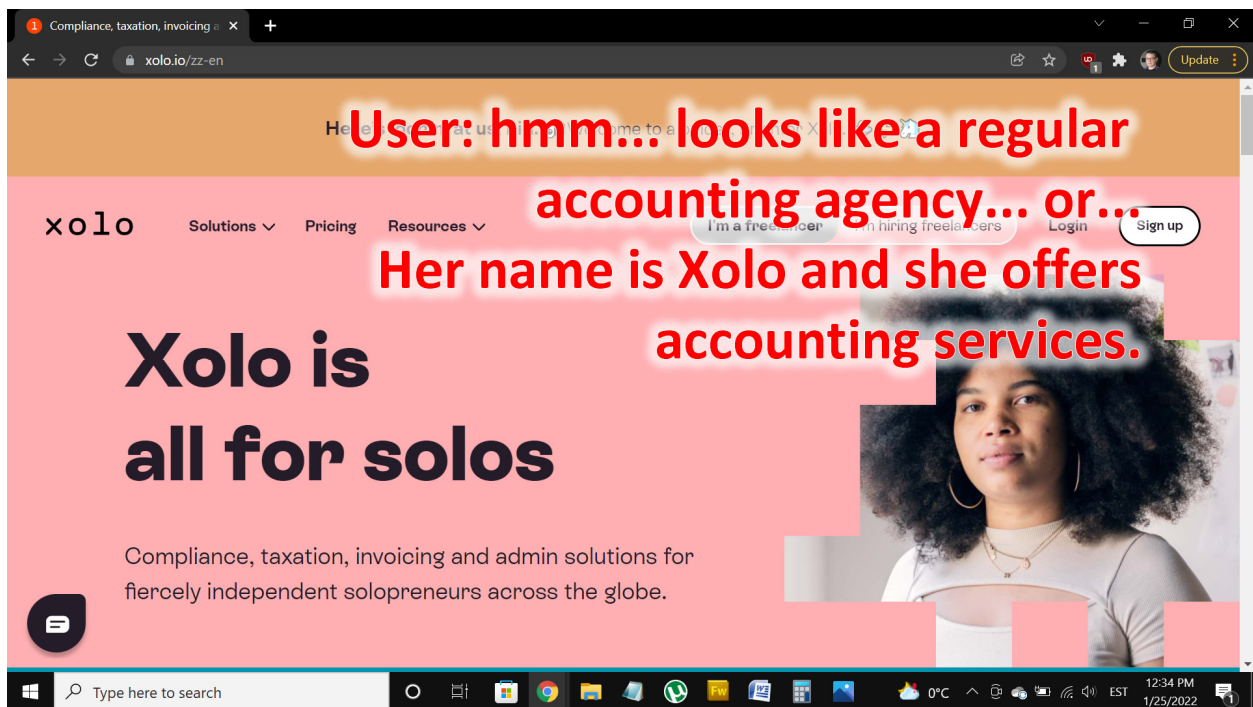 Compliance, taxation, invoicing a
xolo.io/zz-en
Update
User: hmm... looks like a regular
accounting agency... or...
Her name is Xolo and she offers
accounting services.
xolo
Solutions
Pricing
Resources
I'm a freelancer
I'm hiring freelancers
Login
Sign up
Xolo is
all for solos
Compliance, taxation, invoicing and admin solutions for
fiercely independent solopreneurs across the globe.
Type here to search
0°C
EST
12:34 PM
1/25/2022